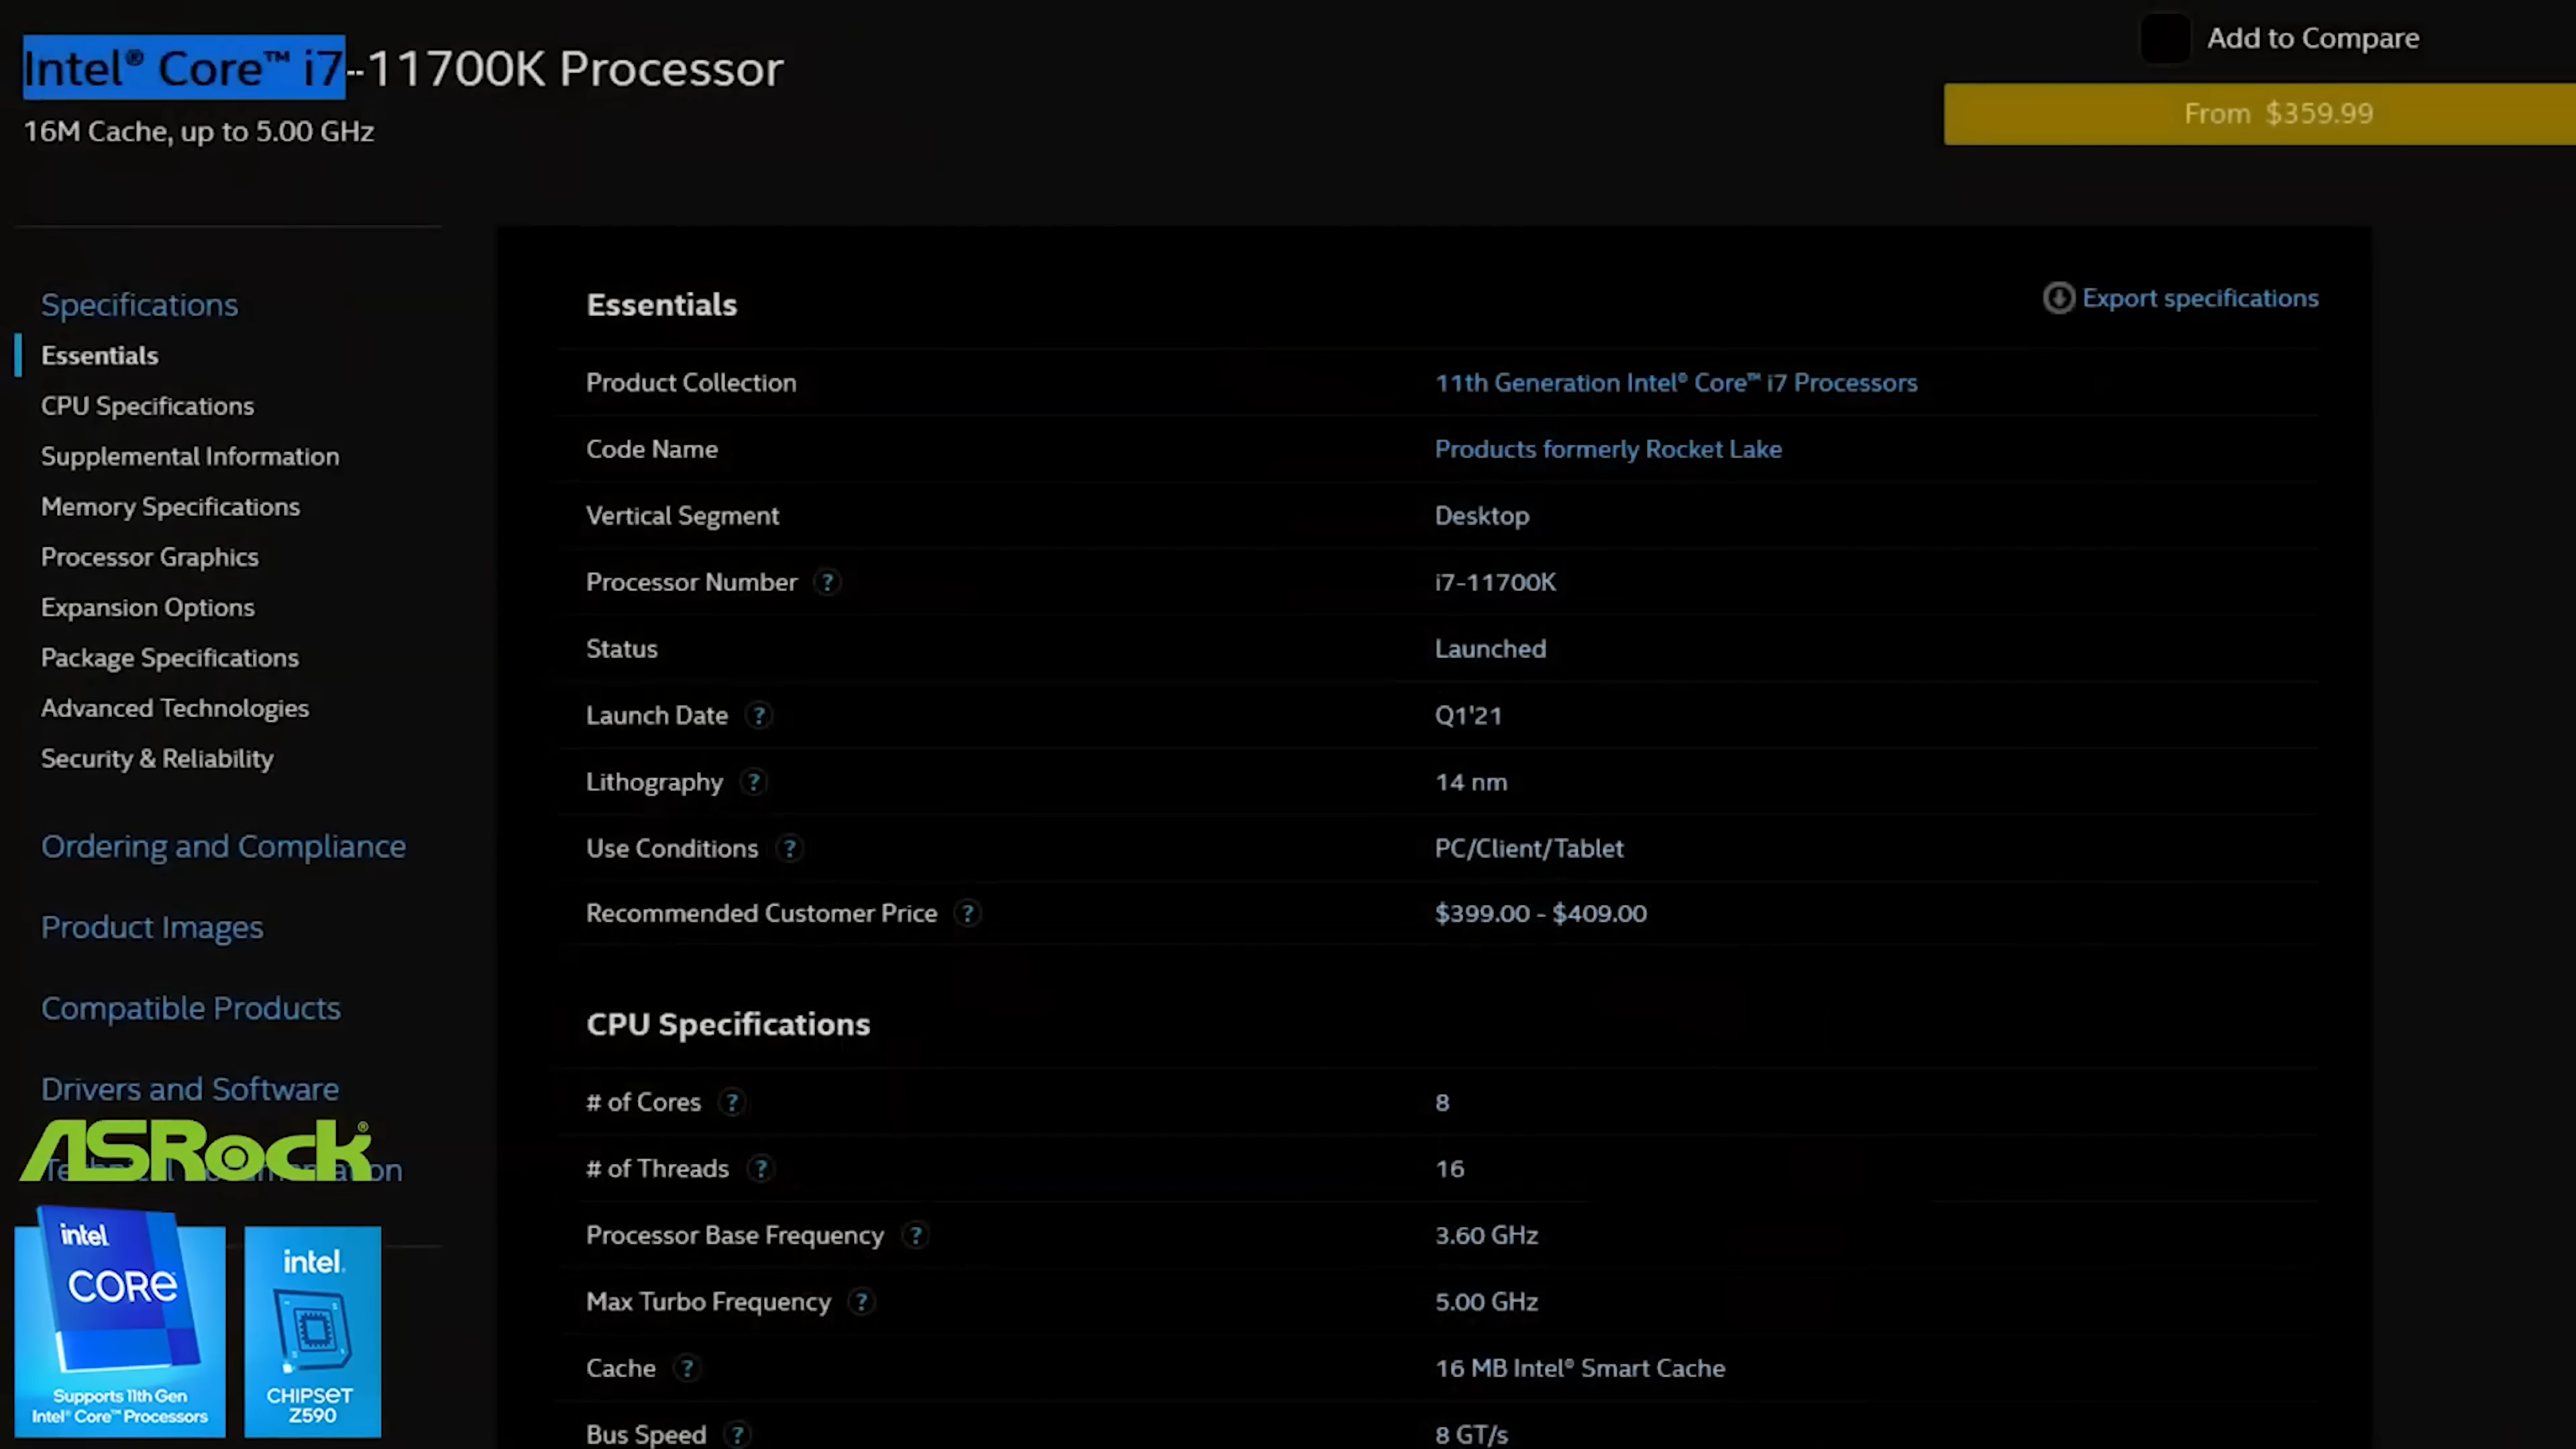 Intel® Core™ i7-11700K Processor
16M Cache, up to 5.00 GHz
Add to Compare
From $359.99
Specifications
Essentials
CPU Specifications
Supplemental Information
Memory Specifications
Processor Graphics
Expansion Options
Package Specifications
Advanced Technologies
Security & Reliability
Ordering and Compliance
Product Images
Compatible Products
Drivers and Software
ASRock®
intel
CORE
Supports 11th Gen
Intel® Core™ Processors
intel.
CHIPSET
Z590
Essentials
Export specifications
Product Collection 11th Generation Intel® Core™ i7 Processors
Code Name Products formerly Rocket Lake
Vertical Segment Desktop
Processor Number ? i7-11700K
Status Launched
Launch Date ? Q1'21
Lithography ? 14 nm
Use Conditions ? PC/Client/Tablet
Recommended Customer Price ? $399.00 - $409.00
CPU Specifications
# of Cores ? 8
# of Threads ? 16
Processor Base Frequency ? 3.60 GHz
Max Turbo Frequency ? 5.00 GHz
Cache ? 16 MB Intel® Smart Cache
Bus Speed ? 8 GT/s